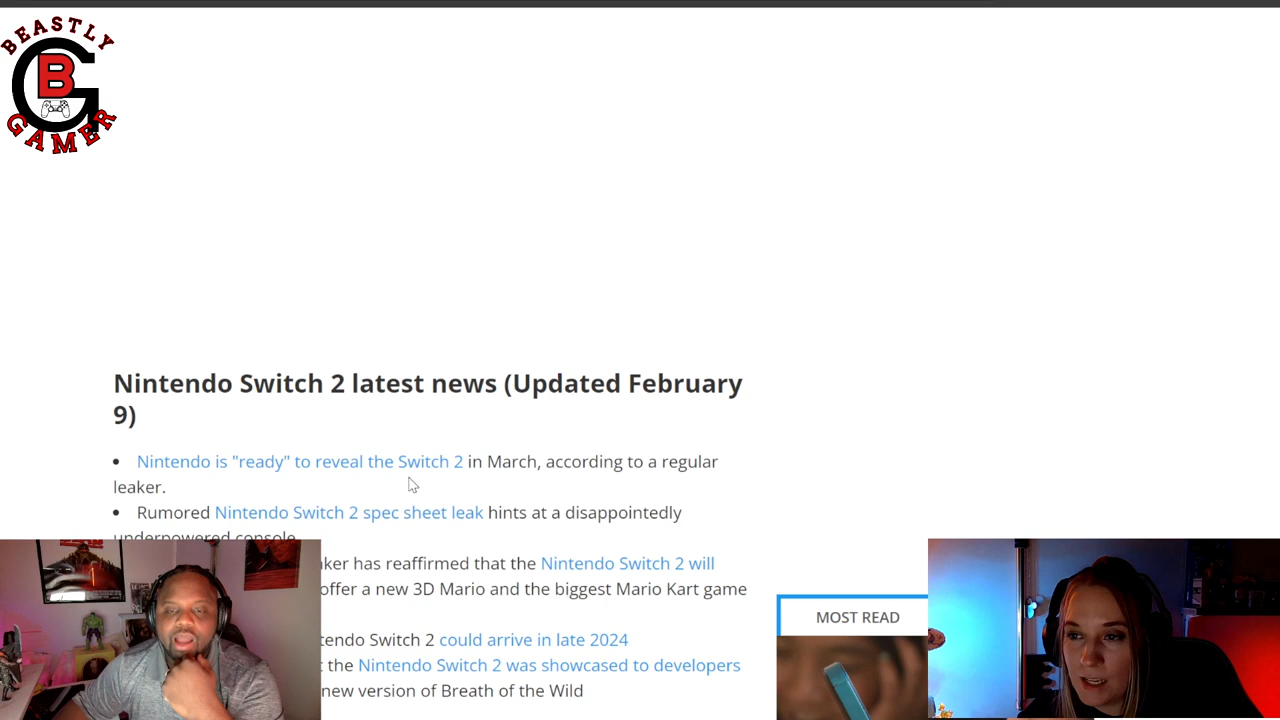 BEASTLY
B
GAMER
Nintendo Switch 2 latest news (Updated February
9)
• Nintendo is "ready" to reveal the Switch 2 in March, according to a regular
leaker.
• Rumored Nintendo Switch 2 spec sheet leak hints at a disappointedly
underpowered console.
ker has reaffirmed that the Nintendo Switch 2 will
offer a new 3D Mario and the biggest Mario Kart game
tendo Switch 2 could arrive in late 2024
t the Nintendo Switch 2 was showcased to developers
new version of Breath of the Wild
MOST READ